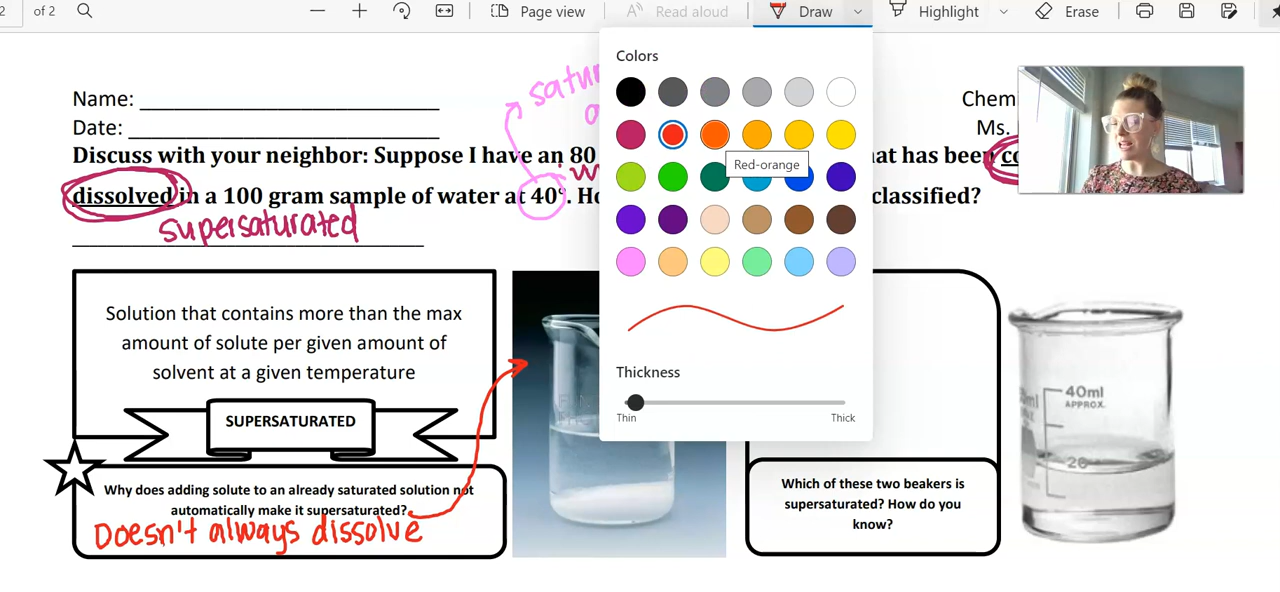 2 of 2 Page view Read aloud Draw Highlight Erase
Colors
Red-orange
Thickness
Thin Thick
Name:
Date:
Chem
Ms.
Discuss with your neighbor: Suppose I have an 80
at has been
dissolved in a 100 gram sample of water at 40°. Ho
classified?
supersaturated
Solution that contains more than the max
amount of solute per given amount of
solvent at a given temperature
SUPERSATURATED
Why does adding solute to an already saturated solution not
automatically make it supersaturated?
Doesn't always dissolve
Which of these two beakers is
supersaturated? How do you
know?
40ml
APPROX.
20